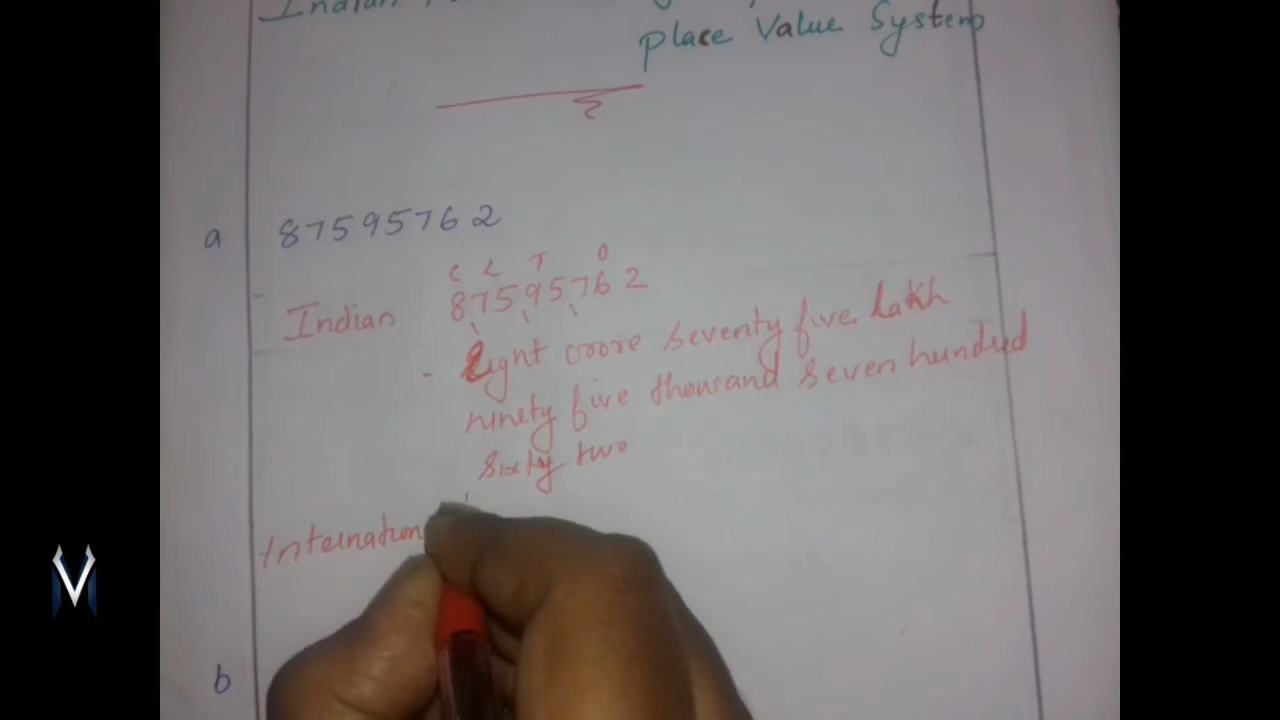 Indian
place Value System
a 87595762
C L T O
Indian 87595762
- Eight crore seventy five lakh
ninety five thousand seven hundred
sixty two
Internation
b